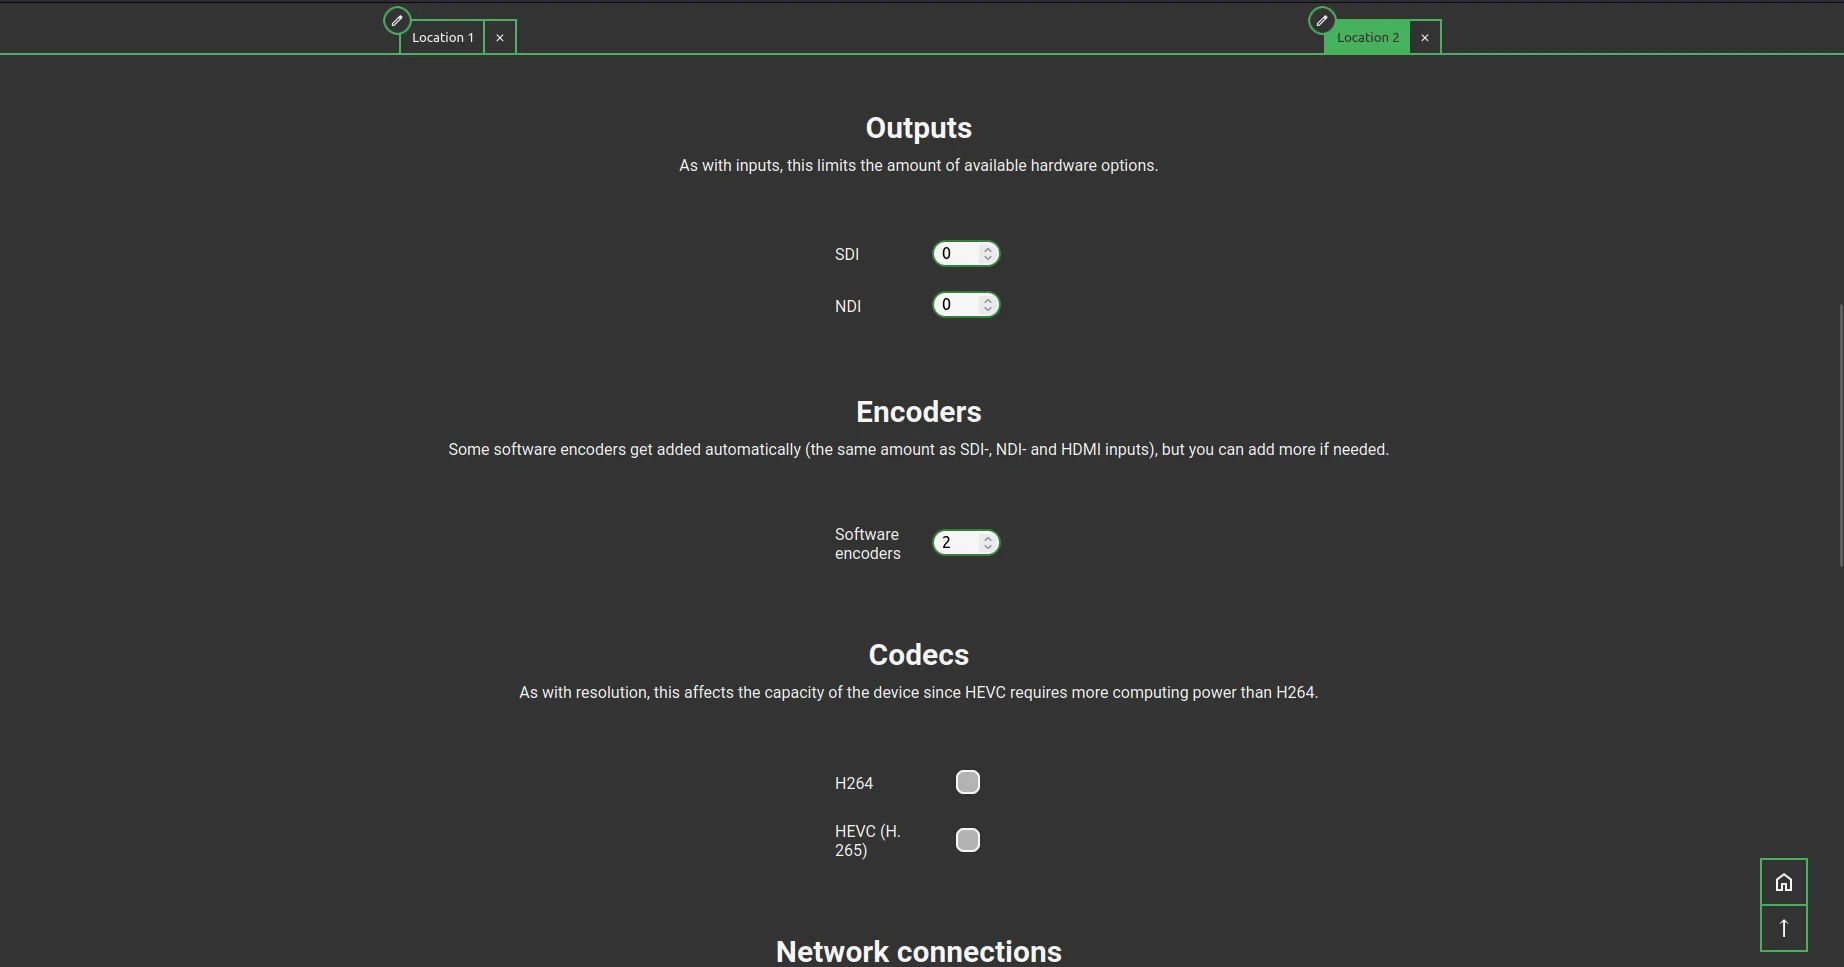 Location 1 ×
Location 2 ×
Outputs
As with inputs, this limits the amount of available hardware options.
SDI 0
NDI 0
Encoders
Some software encoders get added automatically (the same amount as SDI-, NDI- and HDMI inputs), but you can add more if needed.
Software
encoders 2
Codecs
As with resolution, this affects the capacity of the device since HEVC requires more computing power than H264.
H264
HEVC (H.
265)
Network connections